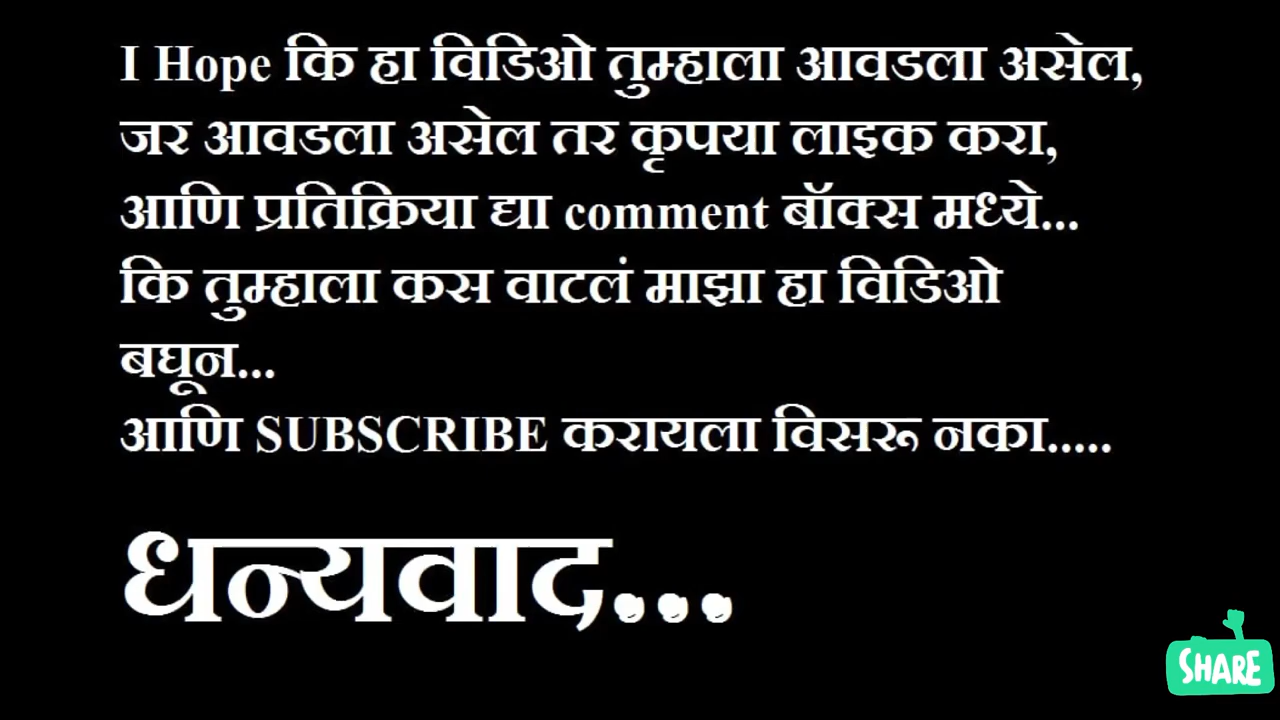 I Hope कि हा विडिओ तुम्हाला आवडला असेल,
जर आवडला असेल तर कृपया लाइक करा,
आणि प्रतिक्रिया द्या comment बॉक्स मध्ये...
कि तुम्हाला कस वाटलं माझा हा विडिओ
बघून...
आणि SUBSCRIBE करायला विसरू नका.....
धन्यवाद...
SHARE